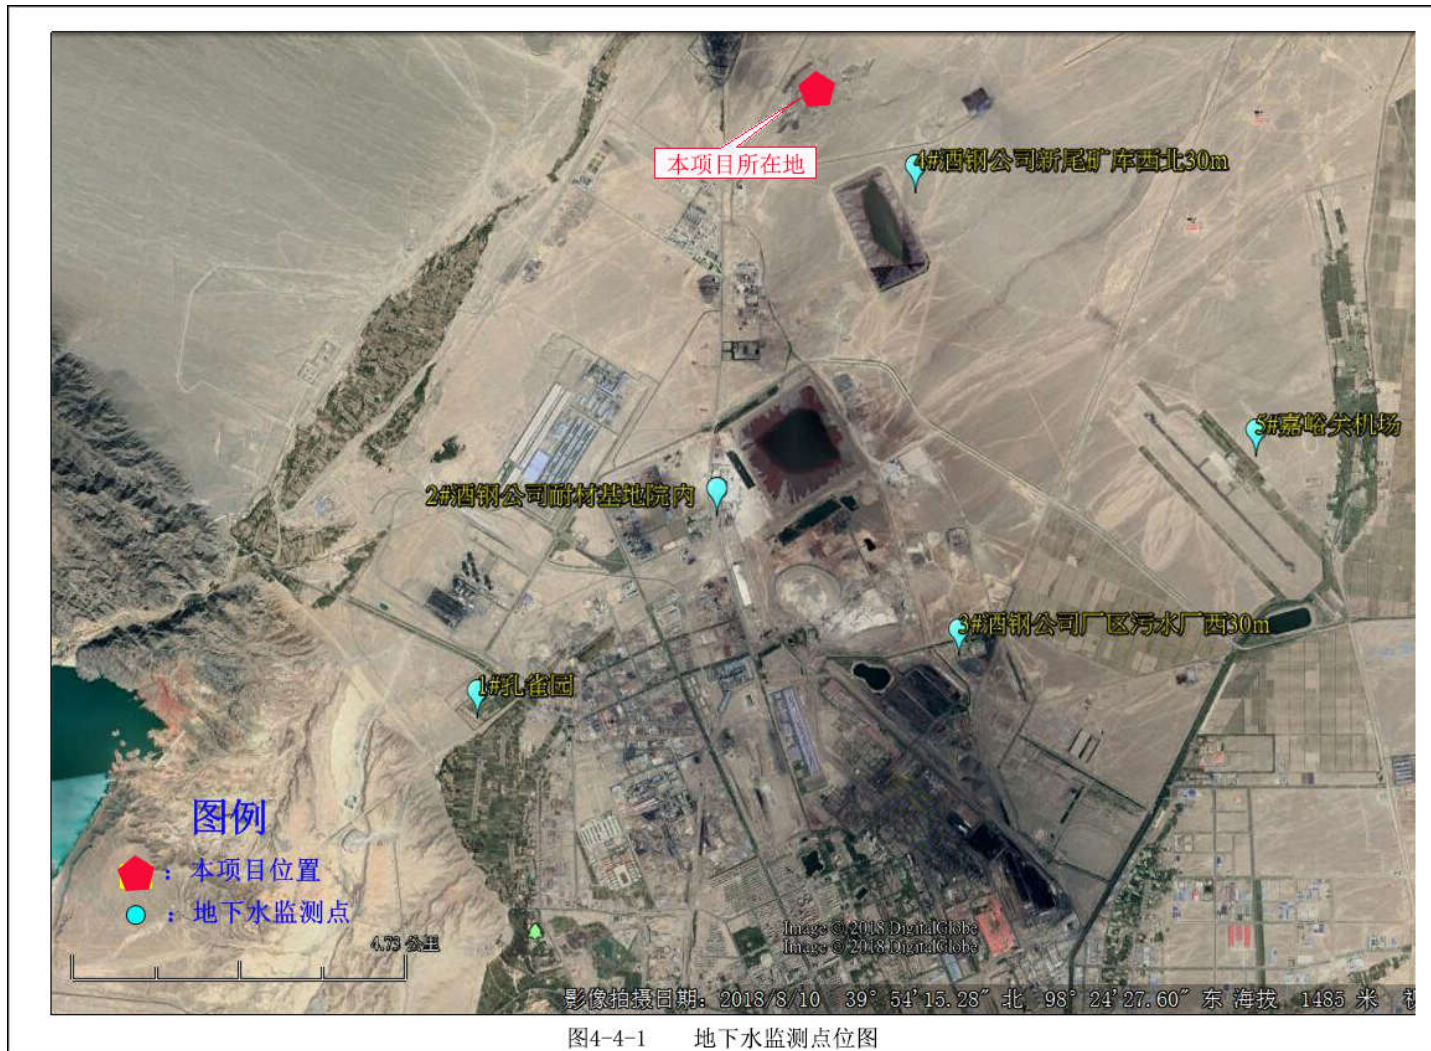 本项目所在地
4#酒钢公司新尾矿库西北30m
5#嘉峪关机场
2#酒钢公司耐材基地院内
3#酒钢公司厂区污水厂西30m
1#孔雀园
图例
：本项目位置
：地下水监测点
4.73 公里
Image © 2018 DigitalGlobe
Image © 2018 DigitalGlobe
影像拍摄日期：2018/8/10 39° 54′15.28″ 北 98° 24′27.60″ 东 海拔 1485 米
图4-4-1 地下水监测点位图